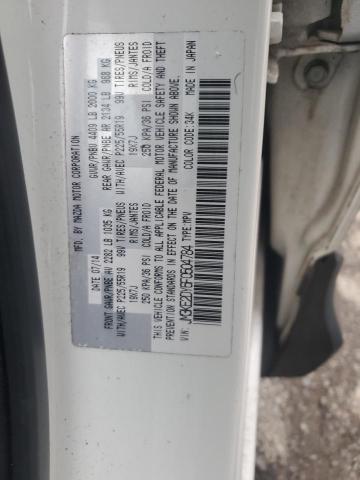 MFD. BY MAZDA MOTOR CORPORATION
DATE 07/14 GVWR/PNBV 4409 LB 2000 KG
FRONT GAWR/PNBE AV 2282 LB 1035 KG REAR GAWR/PNBE AR 2134 LB 968 KG
WITH/AVEC P225/55R19 99V TIRES/PNEUS WITH/AVEC P225/55R19 99V TIRES/PNEUS
19X7J RIMS/JANTES 19X7J RIMS/JANTES
250 KPA/36 PSI COLD/A FROID 250 KPA/36 PSI COLD/A FROID
THIS VEHICLE CONFORMS TO ALL APPLICABLE FEDERAL MOTOR VEHICLE SAFETY AND THEFT
PREVENTION STANDARDS IN EFFECT ON THE DATE OF MANUFACTURE SHOWN ABOVE.
VIN: TYPE: MPV COLOR CODE: 34K MADE IN JAPAN